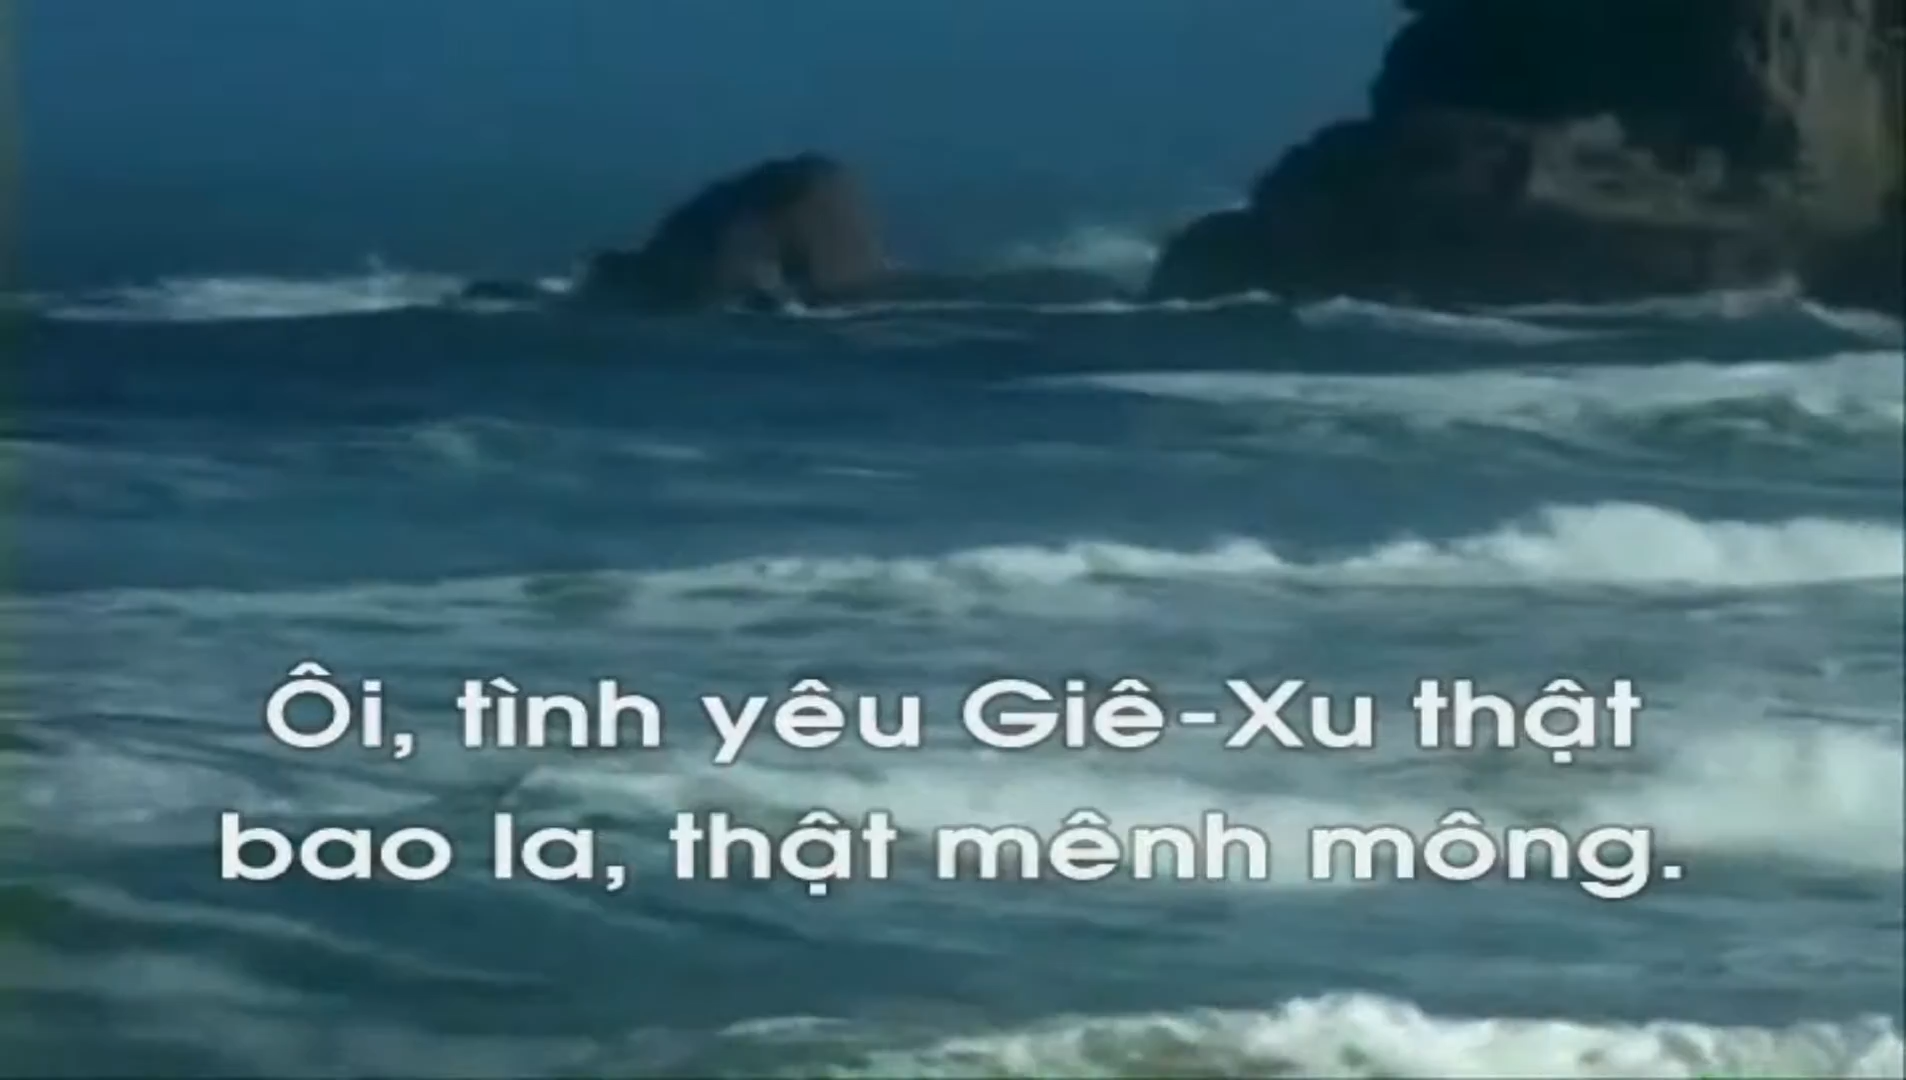 Ôi, tình yêu Giê-Xu thật
bao la, thật mênh mông.